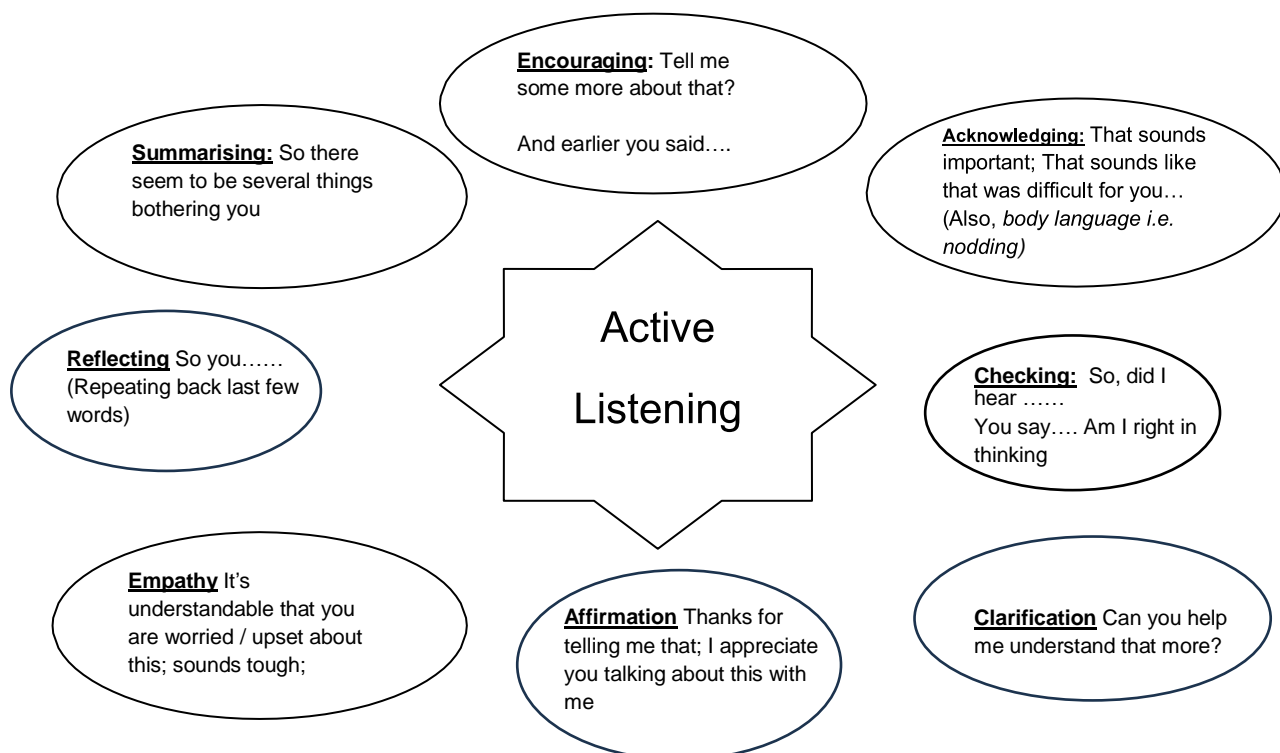 Encouraging: Tell me
some more about that?
And earlier you said….
Summarising: So there
seem to be several things
bothering you
Acknowledging: That sounds
important; That sounds like
that was difficult for you…
(Also, body language i.e.
nodding)
Active
Listening
Reflecting So you……
(Repeating back last few
words)
Checking:  So, did I
hear ……
You say…. Am I right in
thinking
Empathy It’s
understandable that you
are worried / upset about
this; sounds tough;
Affirmation Thanks for
telling me that; I appreciate
you talking about this with
me
Clarification Can you help
me understand that more?